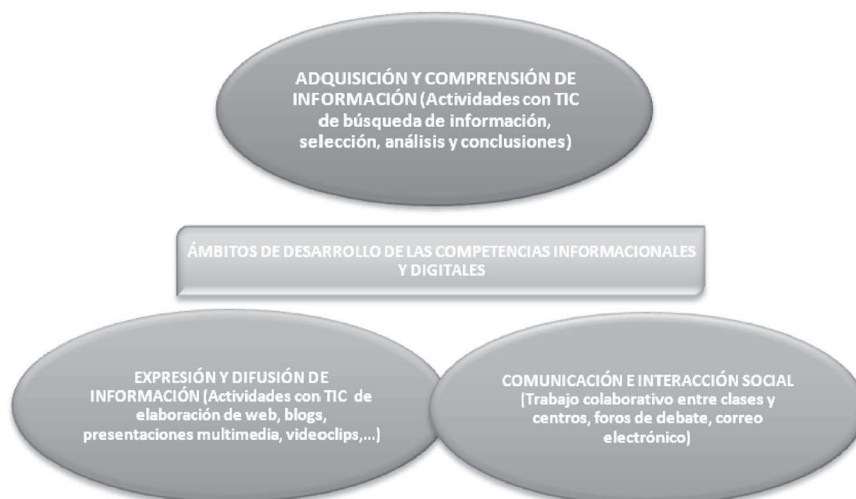 ADQUISICIÓN Y COMPRENSIÓN DE
INFORMACIÓN (Actividades con TIC
de búsqueda de información,
selección, análisis y conclusiones)
ÁMBITOS DE DESARROLLO DE LAS COMPETENCIAS INFORMACIONALES
Y DIGITALES
EXPRESIÓN Y DIFUSIÓN DE
INFORMACIÓN (Actividades con TIC de
elaboración de web, blogs,
presentaciones multimedia, videoclips,...)
COMUNICACIÓN E INTERACCIÓN SOCIAL
(Trabajo colaborativo entre clases y
centros, foros de debate, correo
electrónico)